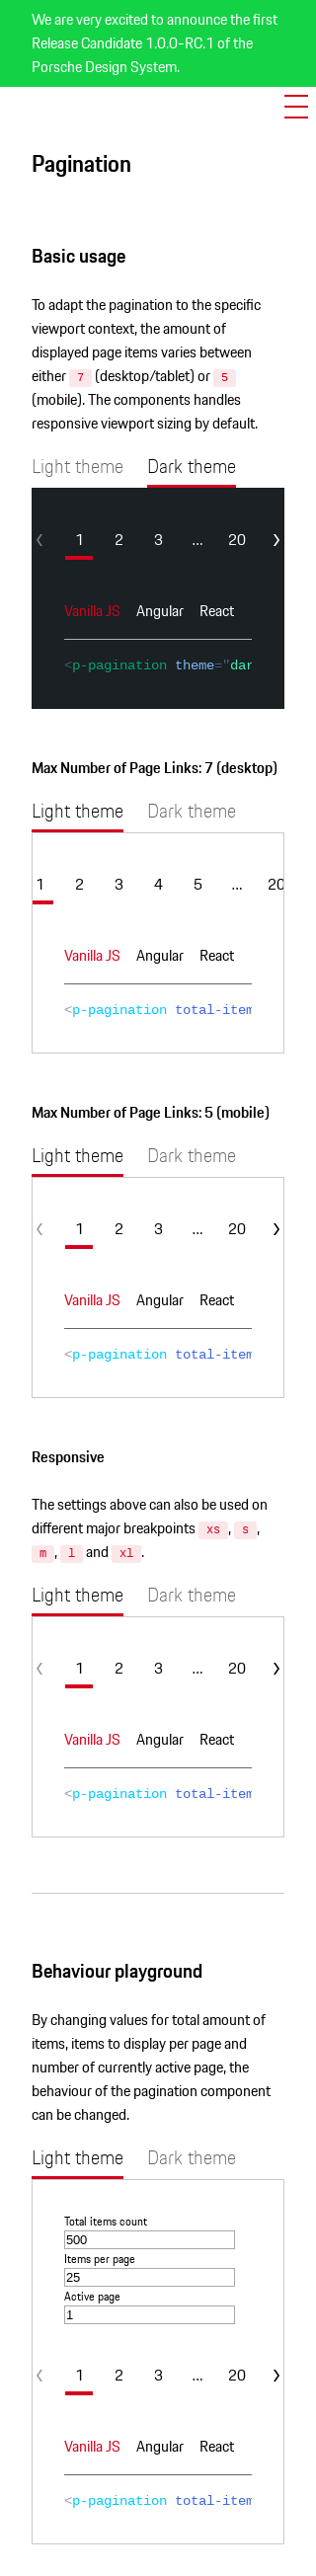 We are very excited to announce the first
Release Candidate 1.0.0-RC.1 of the
Porsche Design System.
Pagination
Basic usage
To adapt the pagination to the specific
viewport context, the amount of
displayed page items varies between
either 7 (desktop/tablet) or 5
(mobile). The components handles
responsive viewport sizing by default.
Light theme Dark theme
1 2 3 ... 20
Vanilla JS Angular React
<p-pagination theme="dar
Max Number of Page Links: 7 (desktop)
Light theme Dark theme
1 2 3 4 5 ... 20
Vanilla JS Angular React
<p-pagination total-item
Max Number of Page Links: 5 (mobile)
Light theme Dark theme
1 2 3 ... 20
Vanilla JS Angular React
<p-pagination total-item
Responsive
The settings above can also be used on
different major breakpoints xs, s,
m, l and xl.
Light theme Dark theme
1 2 3 ... 20
Vanilla JS Angular React
<p-pagination total-item
Behaviour playground
By changing values for total amount of
items, items to display per page and
number of currently active page, the
behaviour of the pagination component
can be changed.
Light theme Dark theme
Total items count
500
Items per page
25
Active page
1
1 2 3 ... 20
Vanilla JS Angular React
<p-pagination total-item